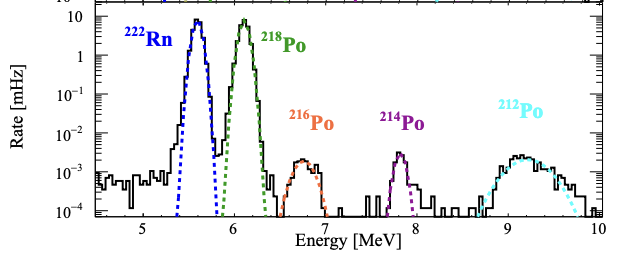 10
²²²Rn
²¹⁸Po
²¹⁶Po
²¹⁴Po
²¹²Po
Rate [mHz]
10
1
10⁻¹
10⁻²
10⁻³
10⁻⁴
5 6 7 8 9 10
Energy [MeV]